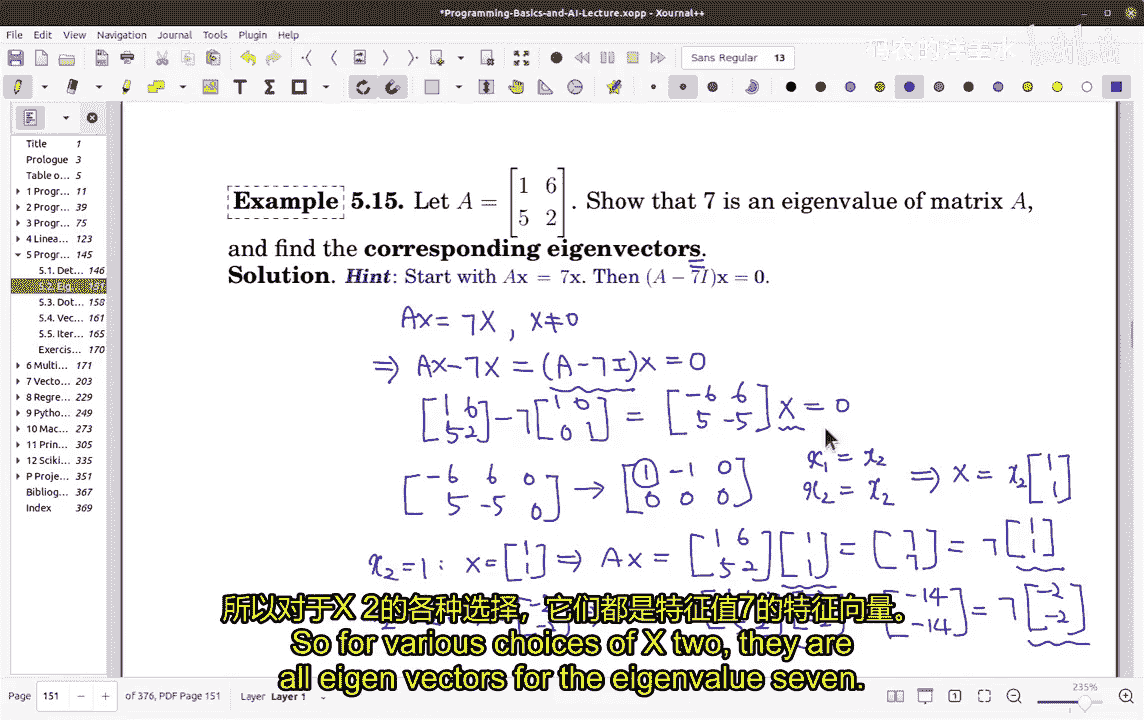 *Programming-Basics-and-AI-Lecture.xopp - Xournal++
File Edit View Navigation Journal Tools Plugin Help
Sans Regular 13
Title 1
Prologue 3
Table o... 5
1 Progr... 11
2 Progr... 39
3 Progr... 75
4 Linea... 123
5 Progr... 145
5.1. Det... 146
5.3. Dot... 158
5.4. Vec... 161
5.5. Iter... 165
Exercis... 170
6 Multi... 171
7 Vecto... 203
8 Regre... 229
9 Pytho... 249
10 Mac... 273
11 Prin... 305
12 Sciki... 335
P Projec... 351
Bibliog... 367
Index 369
Example 5.15. Let A = [1 6; 5 2]. Show that 7 is an eigenvalue of matrix A,
and find the corresponding eigenvectors.
Solution. Hint: Start with Ax = 7x. Then (A − 7I)x = 0.
Ax = 7x, x≠0
⇒ Ax−7x = (A−7I)x = 0
[1 6; 5 2] − 7[1 0; 0 1] = [−6 6; 5 −5] x = 0
[−6 6 0; 5 −5 0] → [1 −1 0; 0 0 0] x₁ = x₂ x₂ = x₂ ⇒ x = x₂[1; 1]
x₂=1: x=[1; 1] ⇒ Ax = [1 6; 5 2][1; 1] = [7; 7] = 7[1; 1]
[−14; −14] = 7[−2; −2]
所以对于X 2的各种选择，它们都是特征值7的特征向量。
So for various choices of X two, they are
all eigen vectors for the eigenvalue seven.
Page 151 of 376, PDF Page 151 Layer Layer 1 235%